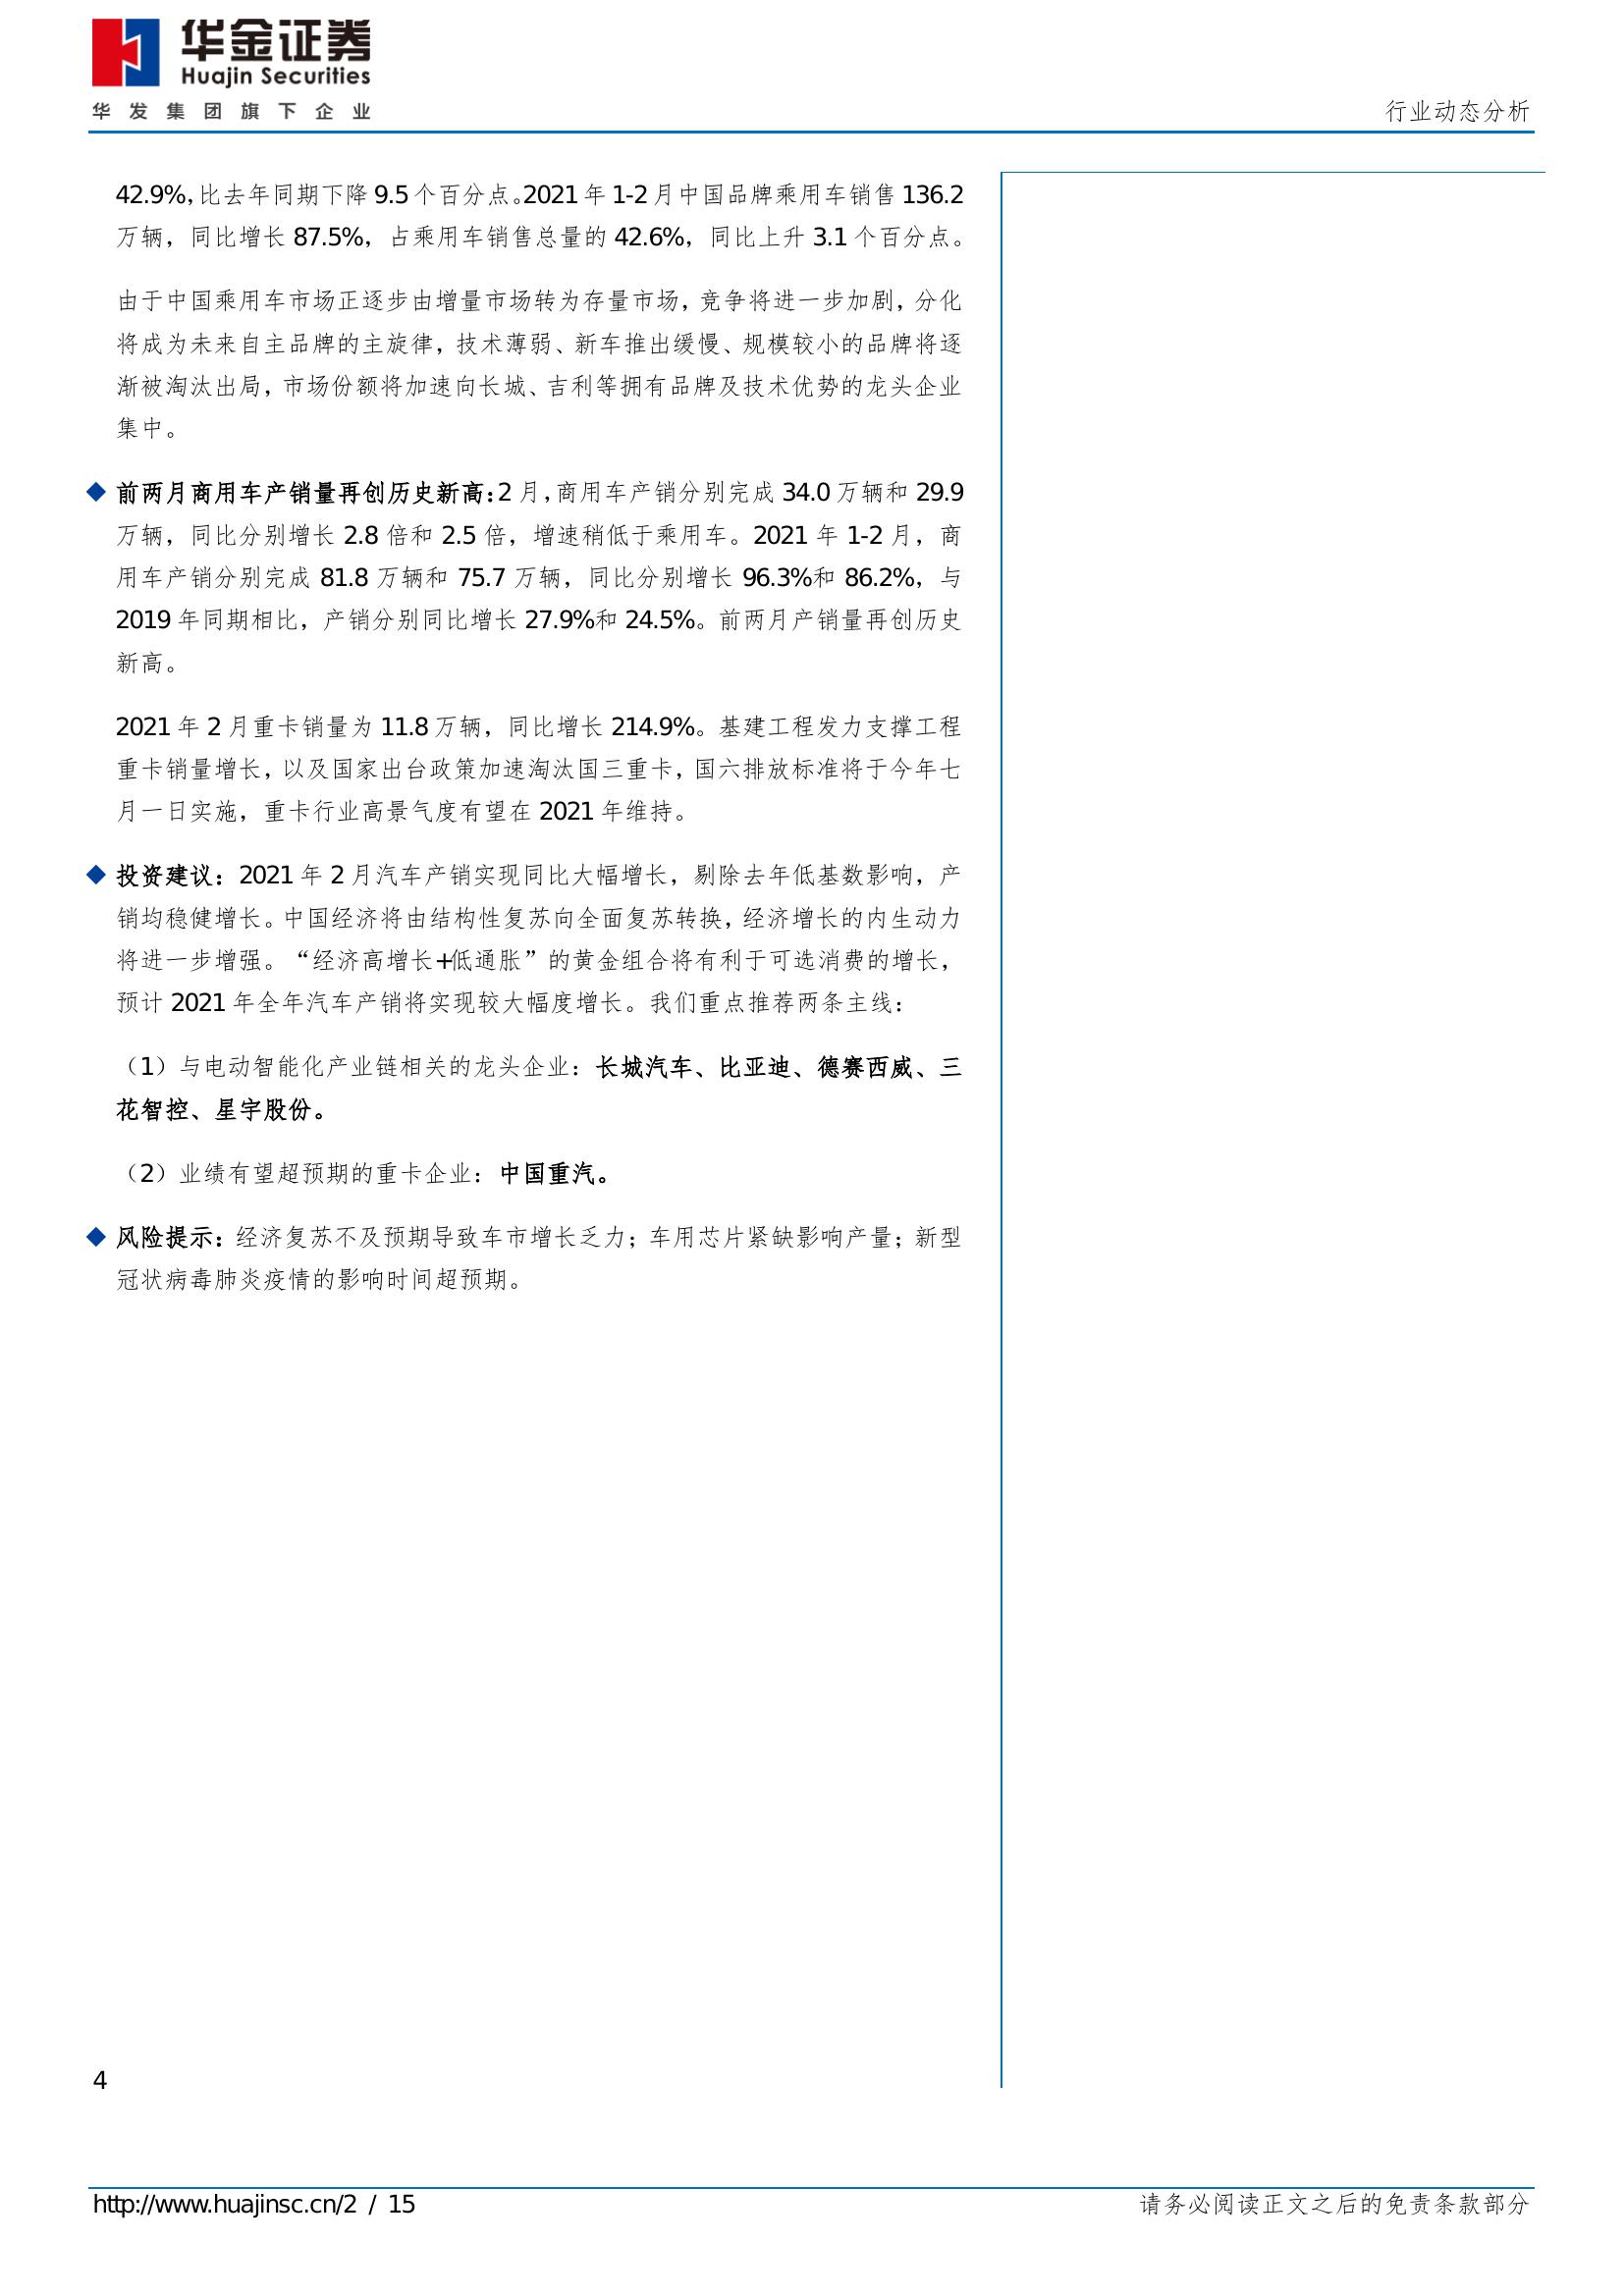 华金证券
Huajin Securities
华发集团旗下企业
行业动态分析
42.9%，比去年同期下降 9.5 个百分点。2021 年 1-2 月中国品牌乘用车销售 136.2
万辆，同比增长 87.5%，占乘用车销售总量的 42.6%，同比上升 3.1 个百分点。
由于中国乘用车市场正逐步由增量市场转为存量市场，竞争将进一步加剧，分化
将成为未来自主品牌的主旋律，技术薄弱、新车推出缓慢、规模较小的品牌将逐
渐被淘汰出局，市场份额将加速向长城、吉利等拥有品牌及技术优势的龙头企业
集中。
◆ 前两月商用车产销量再创历史新高：2 月，商用车产销分别完成 34.0 万辆和 29.9
万辆，同比分别增长 2.8 倍和 2.5 倍，增速稍低于乘用车。2021 年 1-2 月，商
用车产销分别完成 81.8 万辆和 75.7 万辆，同比分别增长 96.3%和 86.2%，与
2019 年同期相比，产销分别同比增长 27.9%和 24.5%。前两月产销量再创历史
新高。
2021 年 2 月重卡销量为 11.8 万辆，同比增长 214.9%。基建工程发力支撑工程
重卡销量增长，以及国家出台政策加速淘汰国三重卡，国六排放标准将于今年七
月一日实施，重卡行业高景气度有望在 2021 年维持。
◆ 投资建议：2021 年 2 月汽车产销实现同比大幅增长，剔除去年低基数影响，产
销均稳健增长。中国经济将由结构性复苏向全面复苏转换，经济增长的内生动力
将进一步增强。“经济高增长+低通胀”的黄金组合将有利于可选消费的增长，
预计 2021 年全年汽车产销将实现较大幅度增长。我们重点推荐两条主线：
（1）与电动智能化产业链相关的龙头企业：长城汽车、比亚迪、德赛西威、三
花智控、星宇股份。
（2）业绩有望超预期的重卡企业：中国重汽。
◆ 风险提示：经济复苏不及预期导致车市增长乏力；车用芯片紧缺影响产量；新型
冠状病毒肺炎疫情的影响时间超预期。
4
http://www.huajinsc.cn/2 / 15
请务必阅读正文之后的免责条款部分